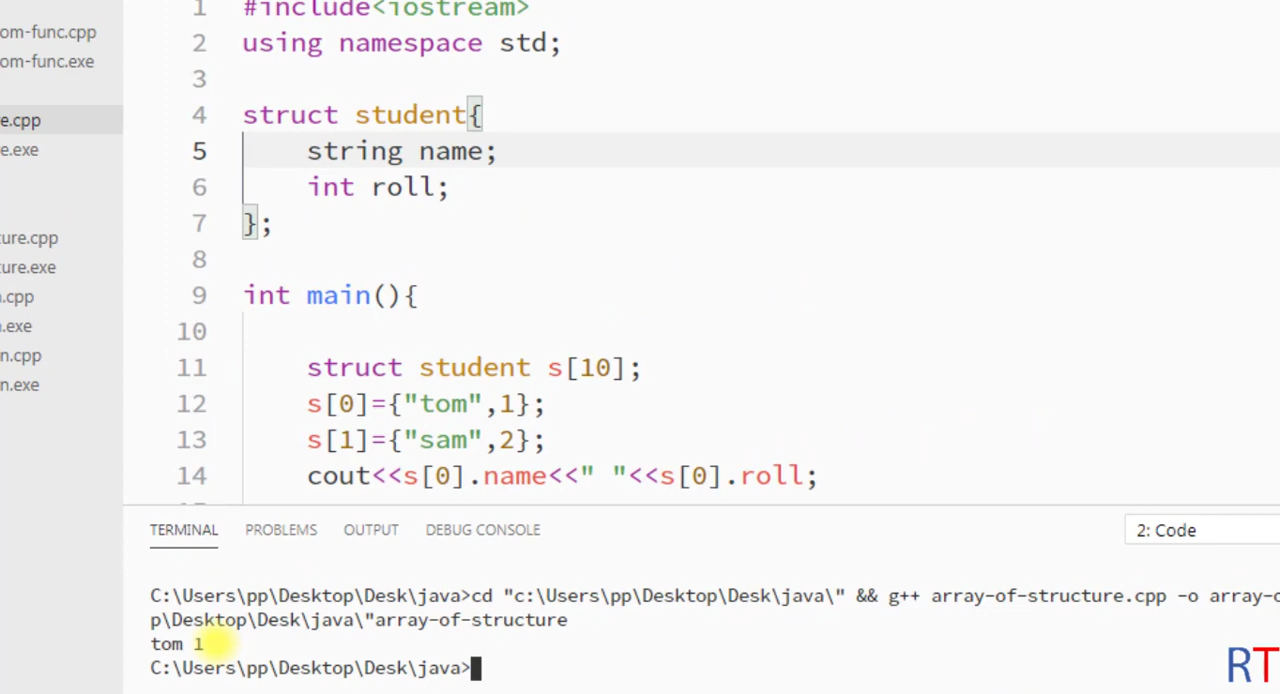 om-func.cpp
om-func.exe
e.cpp
e.exe
ure.cpp
ure.exe
.cpp
.exe
n.cpp
n.exe
1 #include<iostream>
2 using namespace std;
3
4 struct student{
5 string name;
6 int roll;
7 };
8
9 int main(){
10
11 struct student s[10];
12 s[0]={"tom",1};
13 s[1]={"sam",2};
14 cout<<s[0].name<<" "<<s[0].roll;
TERMINAL PROBLEMS OUTPUT DEBUG CONSOLE 2: Code
C:\Users\pp\Desktop\Desk\java>cd "c:\Users\pp\Desktop\Desk\java\" && g++ array-of-structure.cpp -o array-o
p\Desktop\Desk\java\"array-of-structure
tom 1
C:\Users\pp\Desktop\Desk\java>
RT